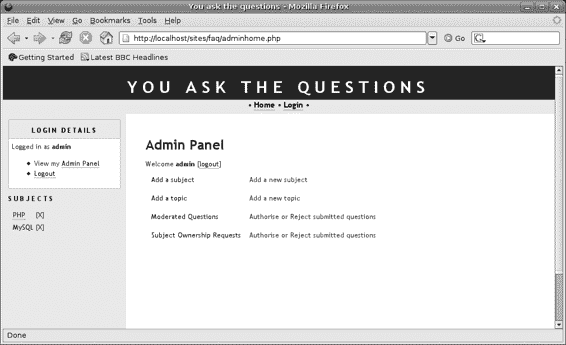 You ask the questions - Mozilla Firefox
File Edit View Go Bookmarks Tools Help
http://localhost/sites/faq/adminhome.php Go G
Getting Started Latest BBC Headlines
YOU ASK THE QUESTIONS
• Home • Login •
LOGIN DETAILS
Logged in as admin
• View my Admin Panel
• Logout
SUBJECTS
PHP [X]
MySQL [X]
Admin Panel
Welcome admin [logout]
Add a subject Add a new subject
Add a topic Add a new topic
Moderated Questions Authorise or Reject submitted questions
Subject Ownership Requests Authorise or Reject submitted questions
Done